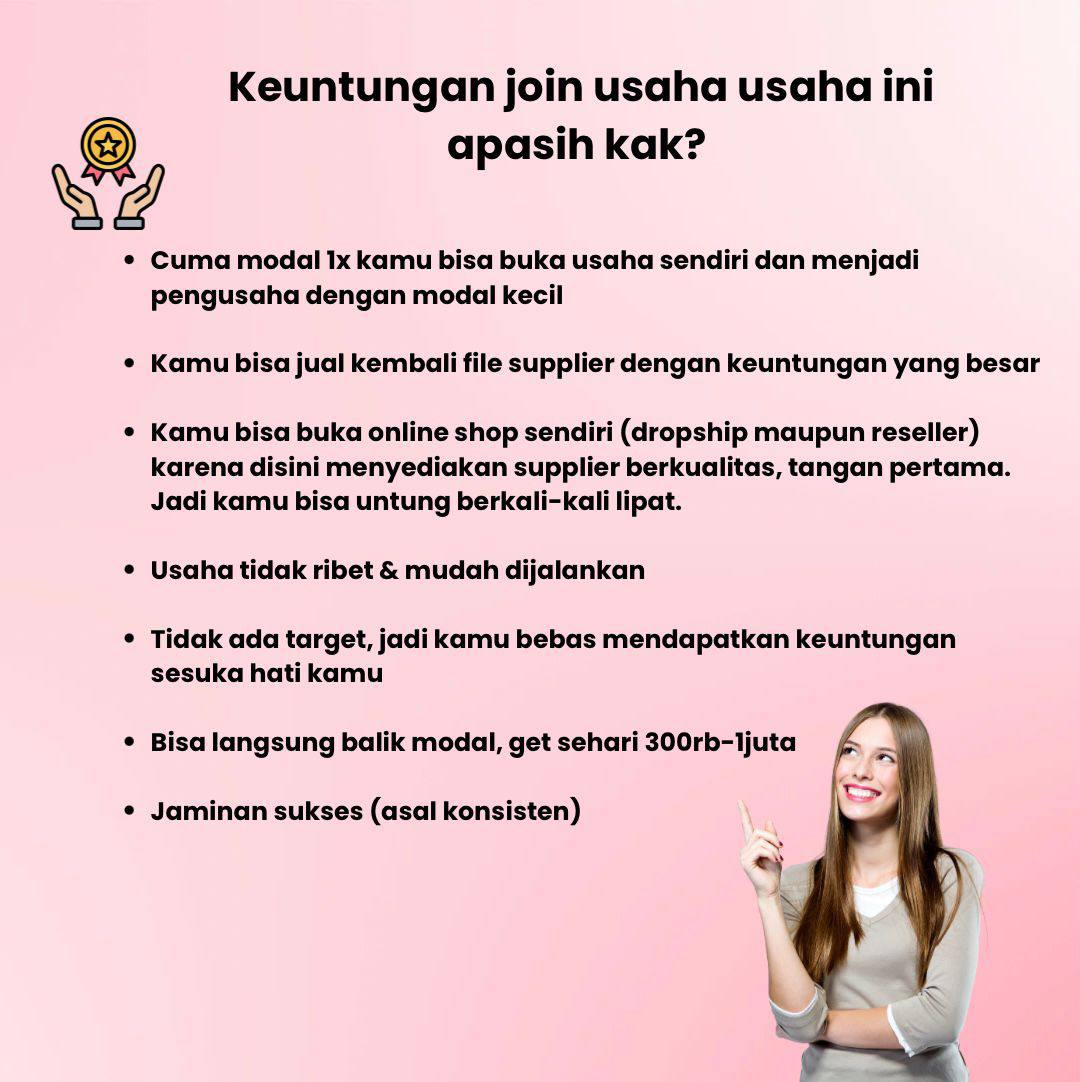 Keuntungan join usaha usaha ini
apasih kak?
• Cuma modal 1x kamu bisa buka usaha sendiri dan menjadi
pengusaha dengan modal kecil
• Kamu bisa jual kembali file supplier dengan keuntungan yang besar
• Kamu bisa buka online shop sendiri (dropship maupun reseller)
karena disini menyediakan supplier berkualitas, tangan pertama.
Jadi kamu bisa untung berkali-kali lipat.
• Usaha tidak ribet & mudah dijalankan
• Tidak ada target, jadi kamu bebas mendapatkan keuntungan
sesuka hati kamu
• Bisa langsung balik modal, get sehari 300rb-1juta
• Jaminan sukses (asal konsisten)